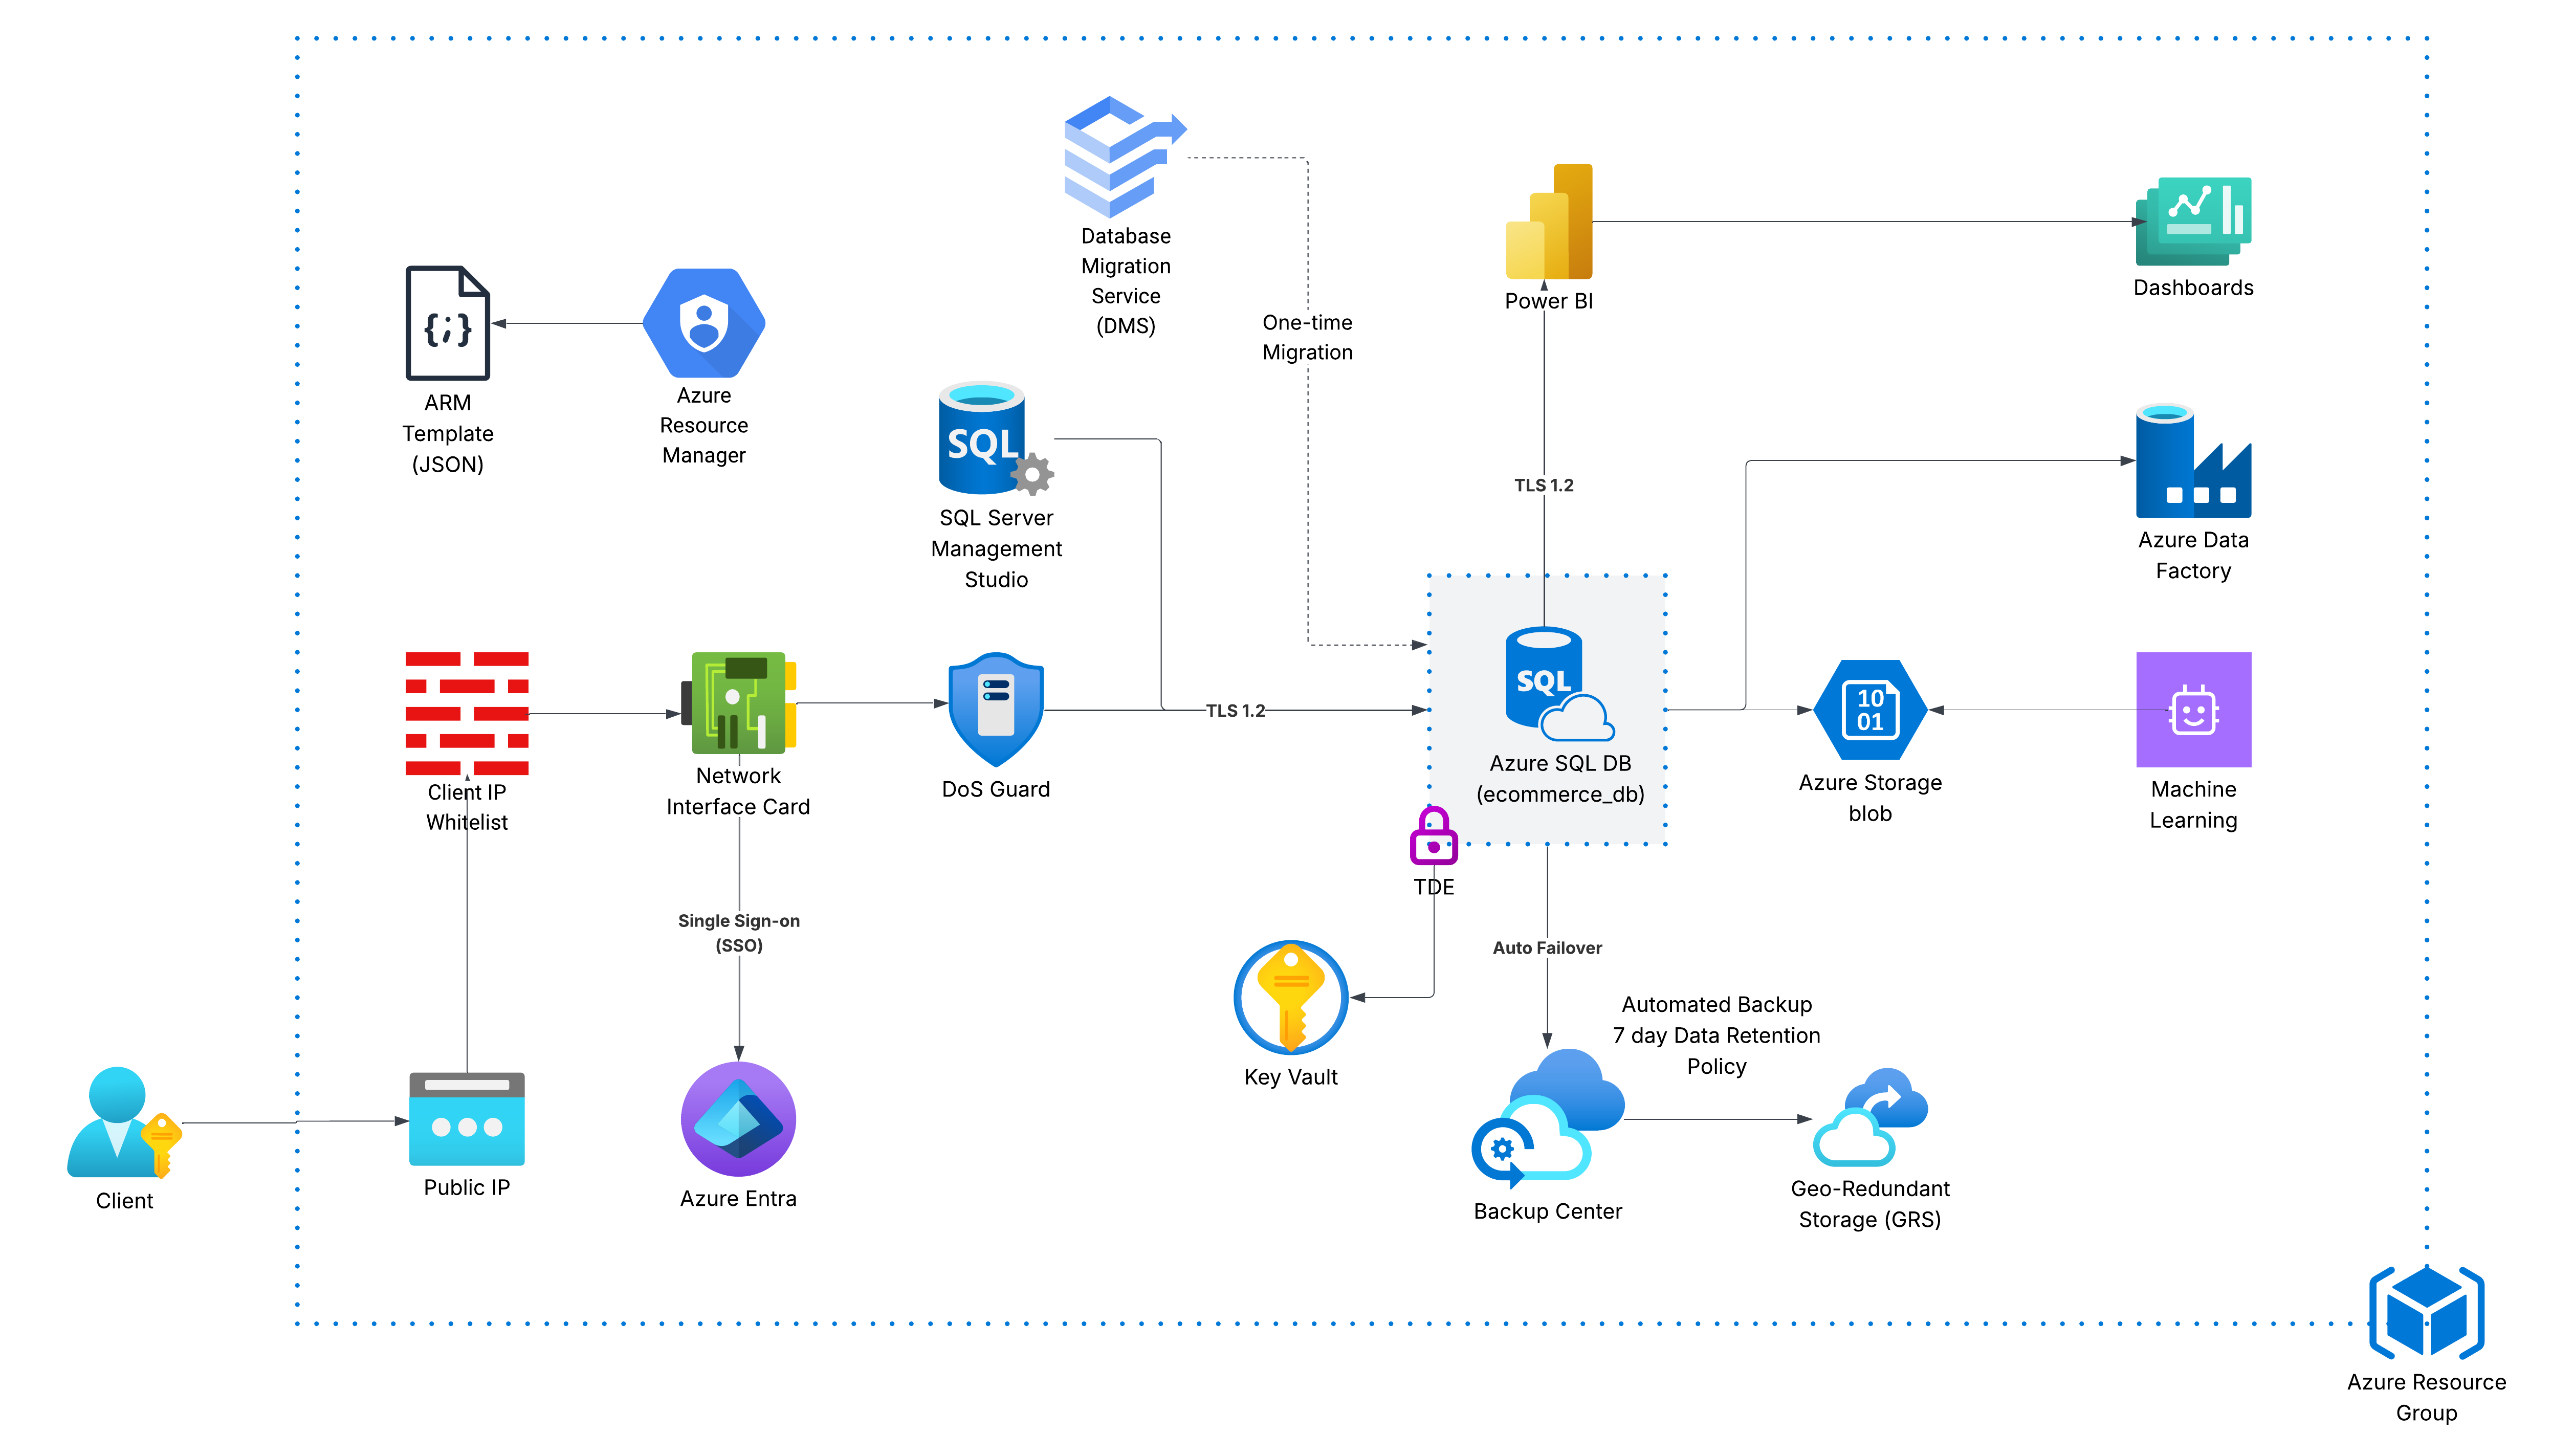 Database
Migration
Service
(DMS)
Power BI
Dashboards
One-time
Migration
{;}
ARM
Template
(JSON)
Azure
Resource
Manager
SQL
SQL Server
Management
Studio
TLS 1.2
Azure Data
Factory
Client IP
Whitelist
Network
Interface Card
DoS Guard
TLS 1.2
SQL
Azure SQL DB
(ecommerce_db)
10
01
Azure Storage
blob
Machine
Learning
TDE
Single Sign-on
(SSO)
Auto Failover
Key Vault
Automated Backup
7 day Data Retention
Policy
Client
Public IP
Azure Entra
Backup Center
Geo-Redundant
Storage (GRS)
Azure Resource
Group